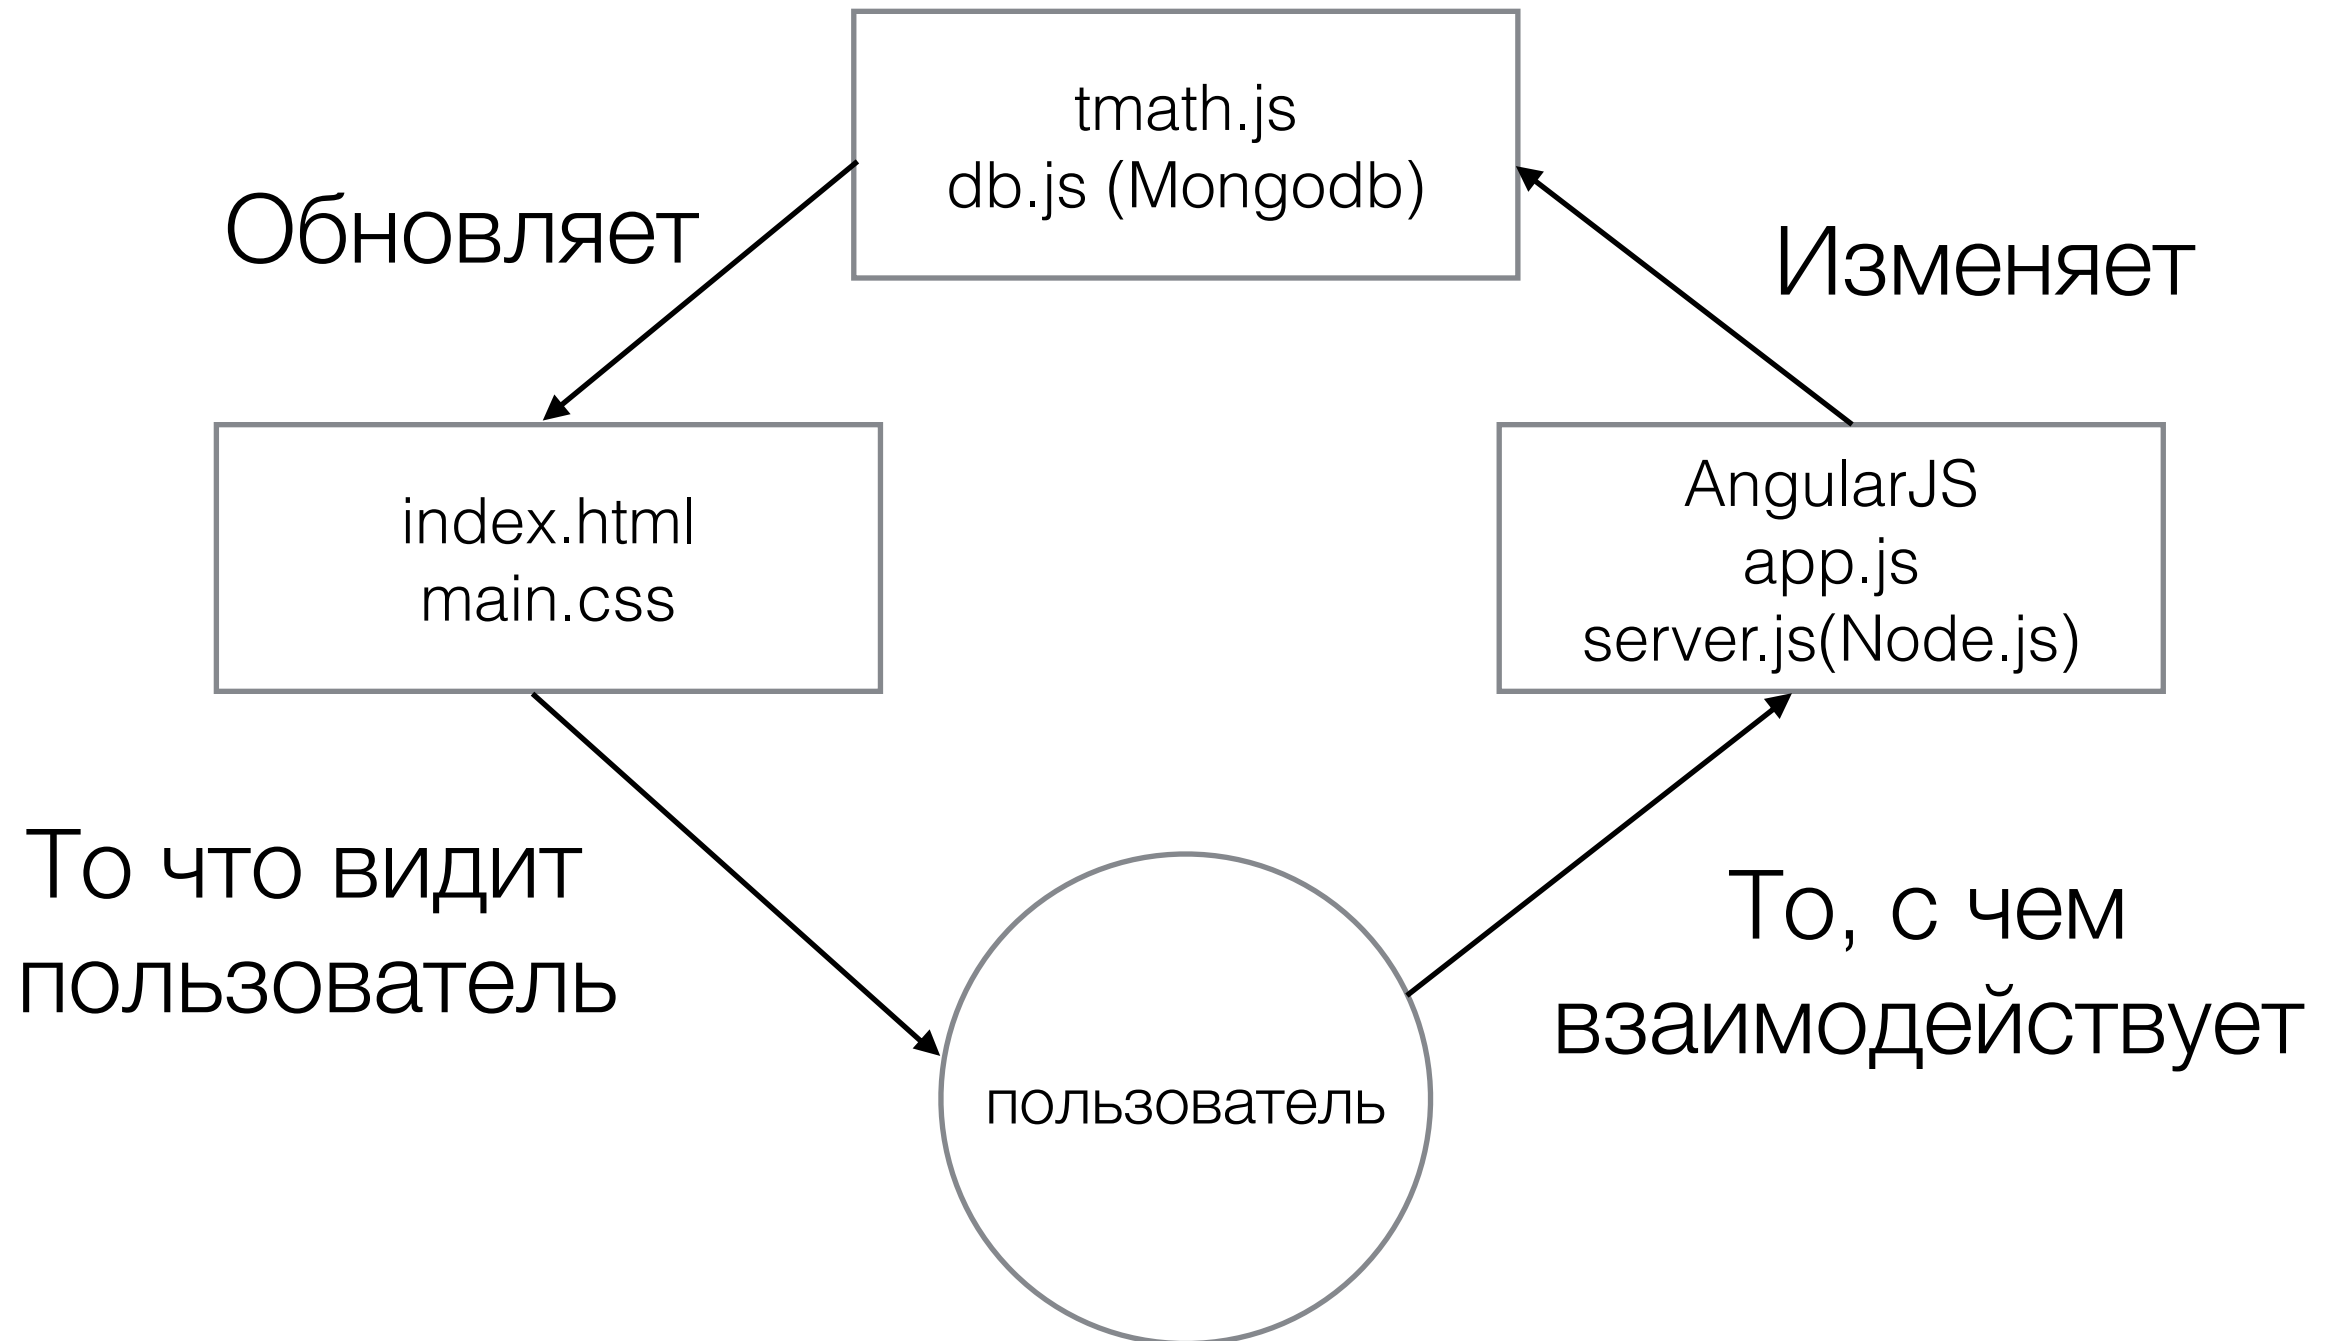 tmath.js
db.js (Mongodb)
Обновляет
Изменяет
index.html
main.css
AngularJS
app.js
server.js(Node.js)
То что видит
пользователь
То, с чем
взаимодействует
пользователь